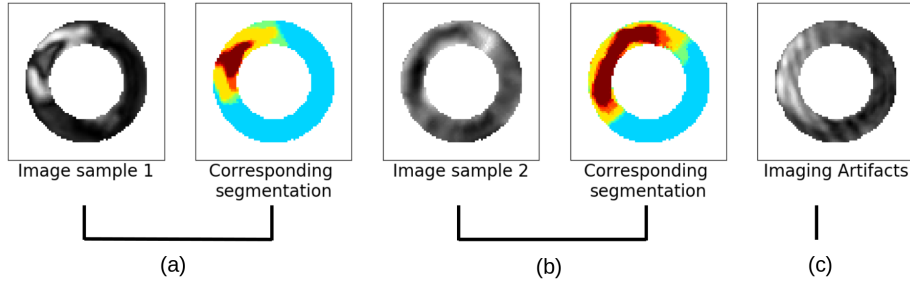 Image sample 1
Corresponding
segmentation
Image sample 2
Corresponding
segmentation
Imaging Artifacts
(a)
(b)
(c)